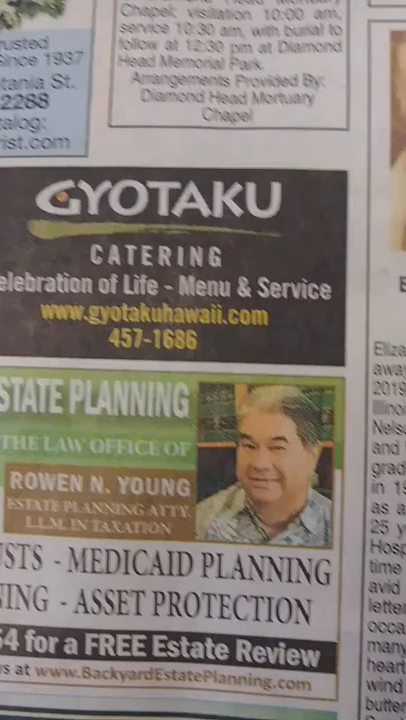 Chapel; visitation 10:00 am,
service 10:30 am, with burial to
follow at 12:30 pm at Diamond
Head Memorial Park.
Arrangements Provided By:
Diamond Head Mortuary
Chapel
rusted
Since 1937
tania St.
2288
talog:
rist.com
GYOTAKU
CATERING
elebration of Life - Menu & Service
www.gyotakuhawaii.com
457-1686
STATE PLANNING
THE LAW OFFICE OF
ROWEN N. YOUNG
ESTATE PLANNING ATTY.
L.L.M. IN TAXATION
USTS - MEDICAID PLANNING
NING - ASSET PROTECTION
54 for a FREE Estate Review
rs at www.BackyardEstatePlanning.com
E
Eliza
away
2019
Illino
Nels
and
grad
in 19
as a
25 y
Hosp
time
avid
letter
occa
many
heart
wind
butter